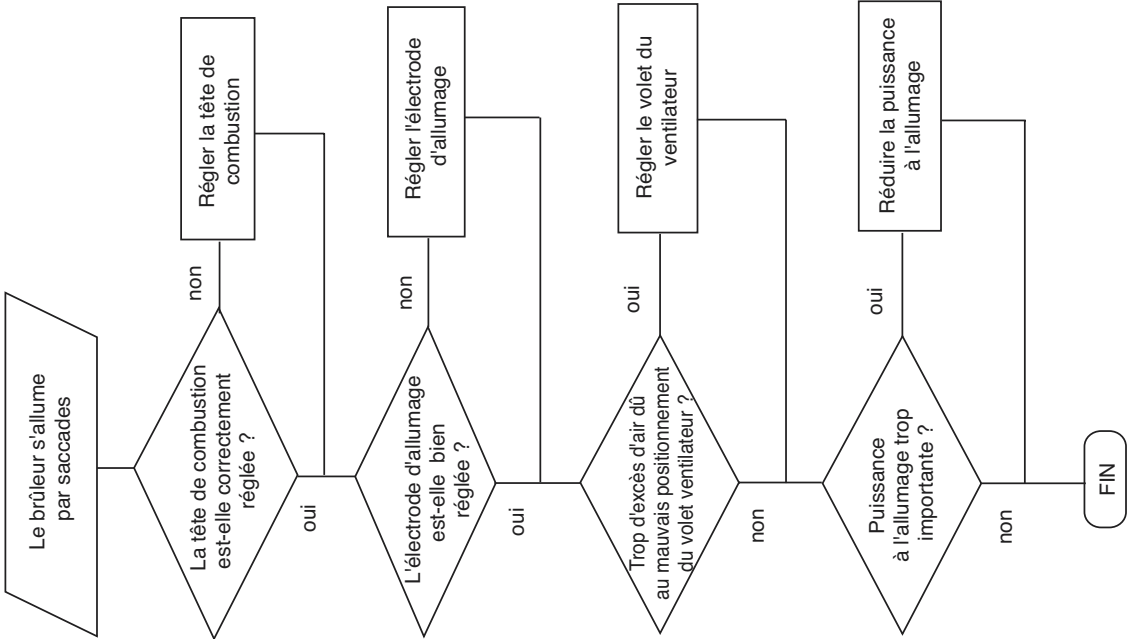 Le brûleur s'allume
par saccades
La tête de combustion
est-elle correctement
réglée ?
non
Régler la tête de
combustion
oui
L'électrode d'allumage
est-elle bien
réglée ?
non
Régler l'électrode
d'allumage
oui
Trop d'excès d'air dû
au mauvais positionnement
du volet ventilateur ?
oui
Régler le volet du
ventilateur
non
Puissance
à l'allumage trop
importante ?
oui
Réduire la puissance
à l'allumage
non
FIN